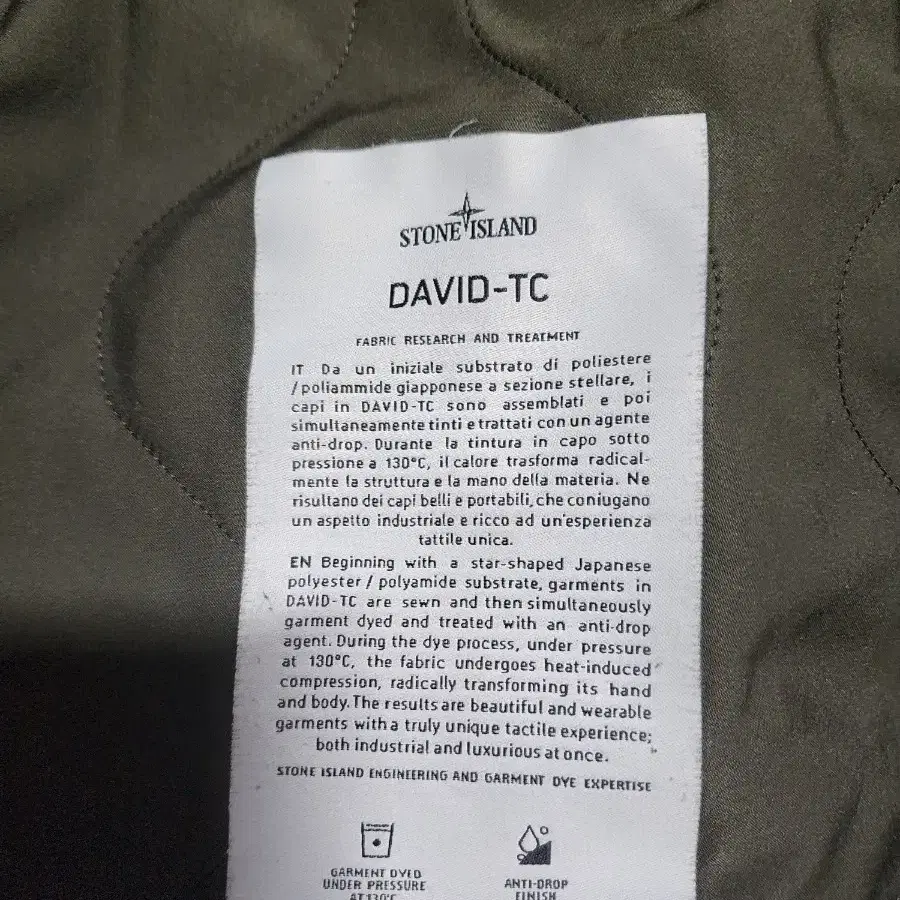 STONE ISLAND
DAVID-TC
FABRIC RESEARCH AND TREATMENT
IT Da un iniziale substrato di poliestere
/poliammide giapponese a sezione stellare, i
capi in DAVID-TC sono assemblati e poi
simultaneamente tinti e trattati con un agente
anti-drop. Durante la tintura in capo sotto
pressione a 130°C, il calore trasforma radical-
mente la struttura e la mano della materia. Ne
risultano dei capi belli e portabili, che coniugano
un aspetto industriale e ricco ad un'esperienza
tattile unica.
EN Beginning with a star-shaped Japanese
polyester / polyamide substrate, garments in
DAVID-TC are sewn and then simultaneously
garment dyed and treated with an anti-drop
agent. During the dye process, under pressure
at 130°C, the fabric undergoes heat-induced
compression, radically transforming its hand
and body. The results are beautiful and wearable
garments with a truly unique tactile experience;
both industrial and luxurious at once.
STONE ISLAND ENGINEERING AND GARMENT DYE EXPERTISE
GARMENT DYED
UNDER PRESSURE
AT 130°C
ANTI-DROP
FINISH